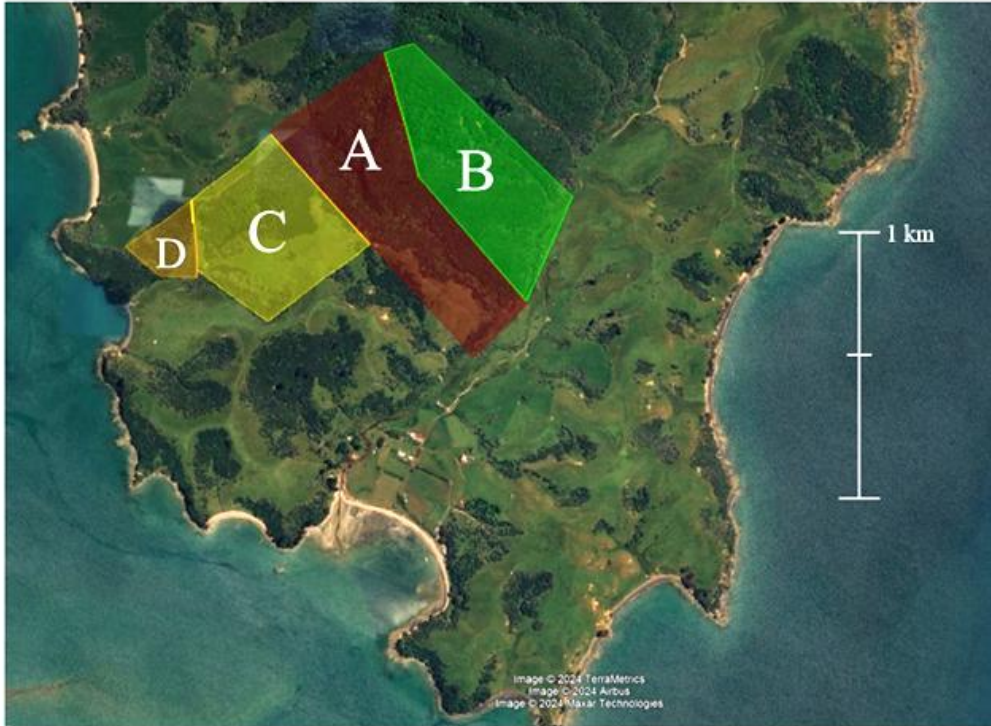 A
B
C
D
1 km
Image © 2024 TerraMetrics
Image © 2024 Airbus
Image © 2024 Maxar Technologies